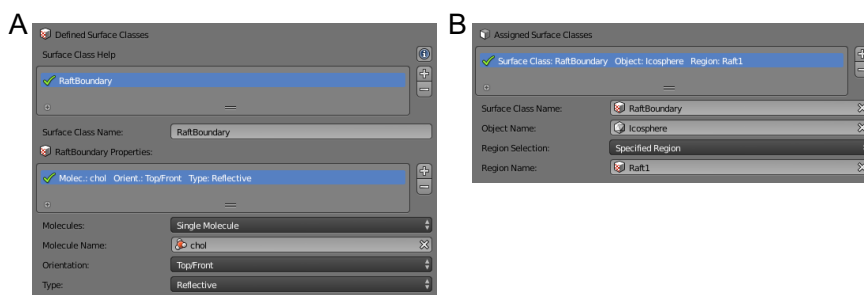 A
Defined Surface Classes
Surface Class Help
RaftBoundary
Surface Class Name: RaftBoundary
RaftBoundary Properties:
Molec.: chol Orient.: Top/Front Type: Reflective
Molecules: Single Molecule
Molecule Name: chol
Orientation: Top/Front
Type: Reflective
B
Assigned Surface Classes
Surface Class: RaftBoundary Object: Icosphere Region: Raft1
Surface Class Name: RaftBoundary
Object Name: Icosphere
Region Selection: Specified Region
Region Name: Raft1